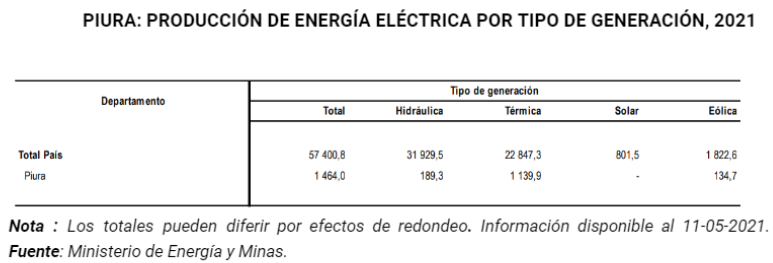 PIURA: PRODUCCIÓN DE ENERGÍA ELÉCTRICA POR TIPO DE GENERACIÓN, 2021
Departamento
Tipo de generación
Total Hidráulica Térmica Solar Eólica
Total País 57 400,8 31 929,5 22 847,3 801,5 1 822,6
Piura 1 464,0 189,3 1 139,9 - 134,7
Nota : Los totales pueden diferir por efectos de redondeo. Información disponible al 11-05-2021.
Fuente: Ministerio de Energía y Minas.